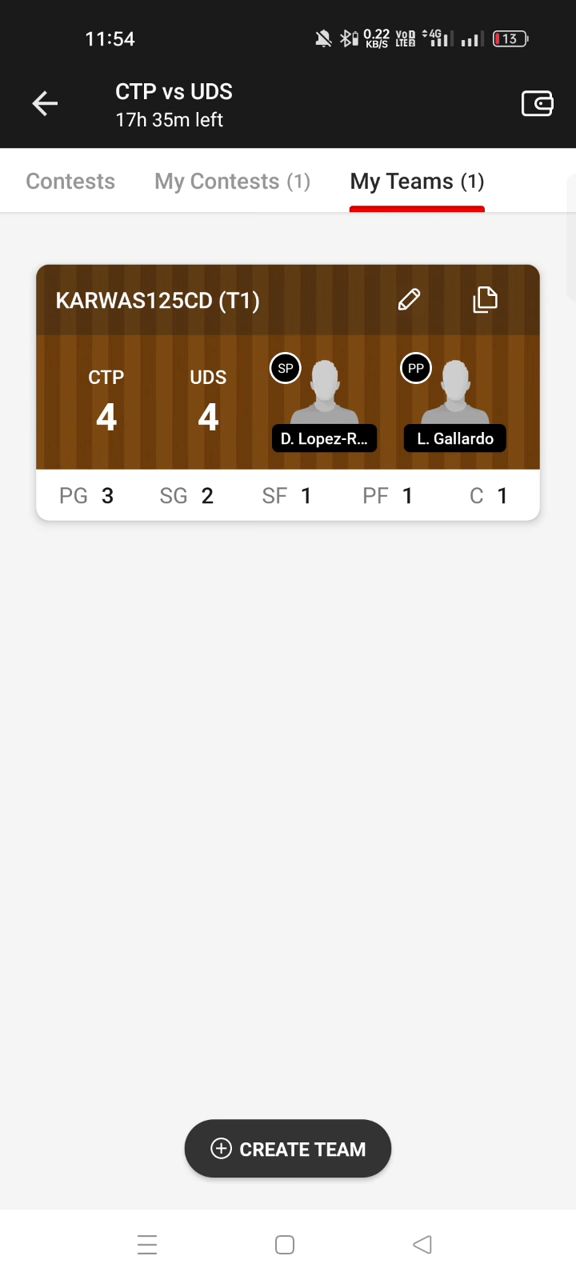 11:54
0.22 KB/S
VoD LTE2
4G
13
CTP vs UDS
17h 35m left
Contests
My Contests (1)
My Teams (1)
KARWAS125CD (T1)
CTP
4
UDS
4
SP
D. Lopez-R...
PP
L. Gallardo
PG 3
SG 2
SF 1
PF 1
C 1
CREATE TEAM